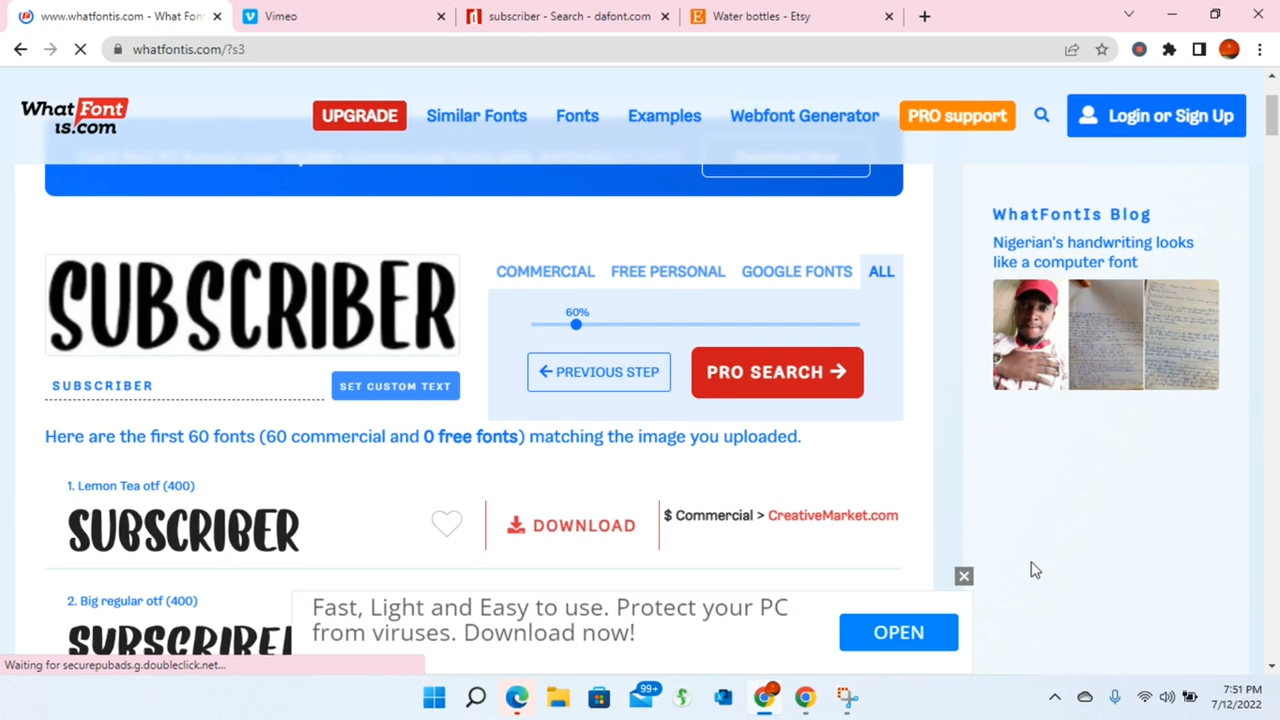 www.whatfontis.com - What Fon
Vimeo
subscriber - Search - dafont.com
Water bottles - Etsy
whatfontis.com/?s3
What Font is.com
UPGRADE
Similar Fonts
Fonts
Examples
Webfont Generator
PRO support
Login or Sign Up
WhatFontIs Blog
Nigerian's handwriting looks
like a computer font
SUBSCRIBER
COMMERCIAL
FREE PERSONAL
GOOGLE FONTS
ALL
60%
PREVIOUS STEP
PRO SEARCH
SUBSCRIBER
SET CUSTOM TEXT
Here are the first 60 fonts (60 commercial and 0 free fonts) matching the image you uploaded.
1. Lemon Tea otf (400)
SUBSCRIBER
DOWNLOAD
$ Commercial > CreativeMarket.com
2. Big regular otf (400)
SUBSCRIBER
Fast, Light and Easy to use. Protect your PC
from viruses. Download now!
OPEN
Waiting for securepubads.g.doubleclick.net...
99+
7:51 PM
7/12/2022